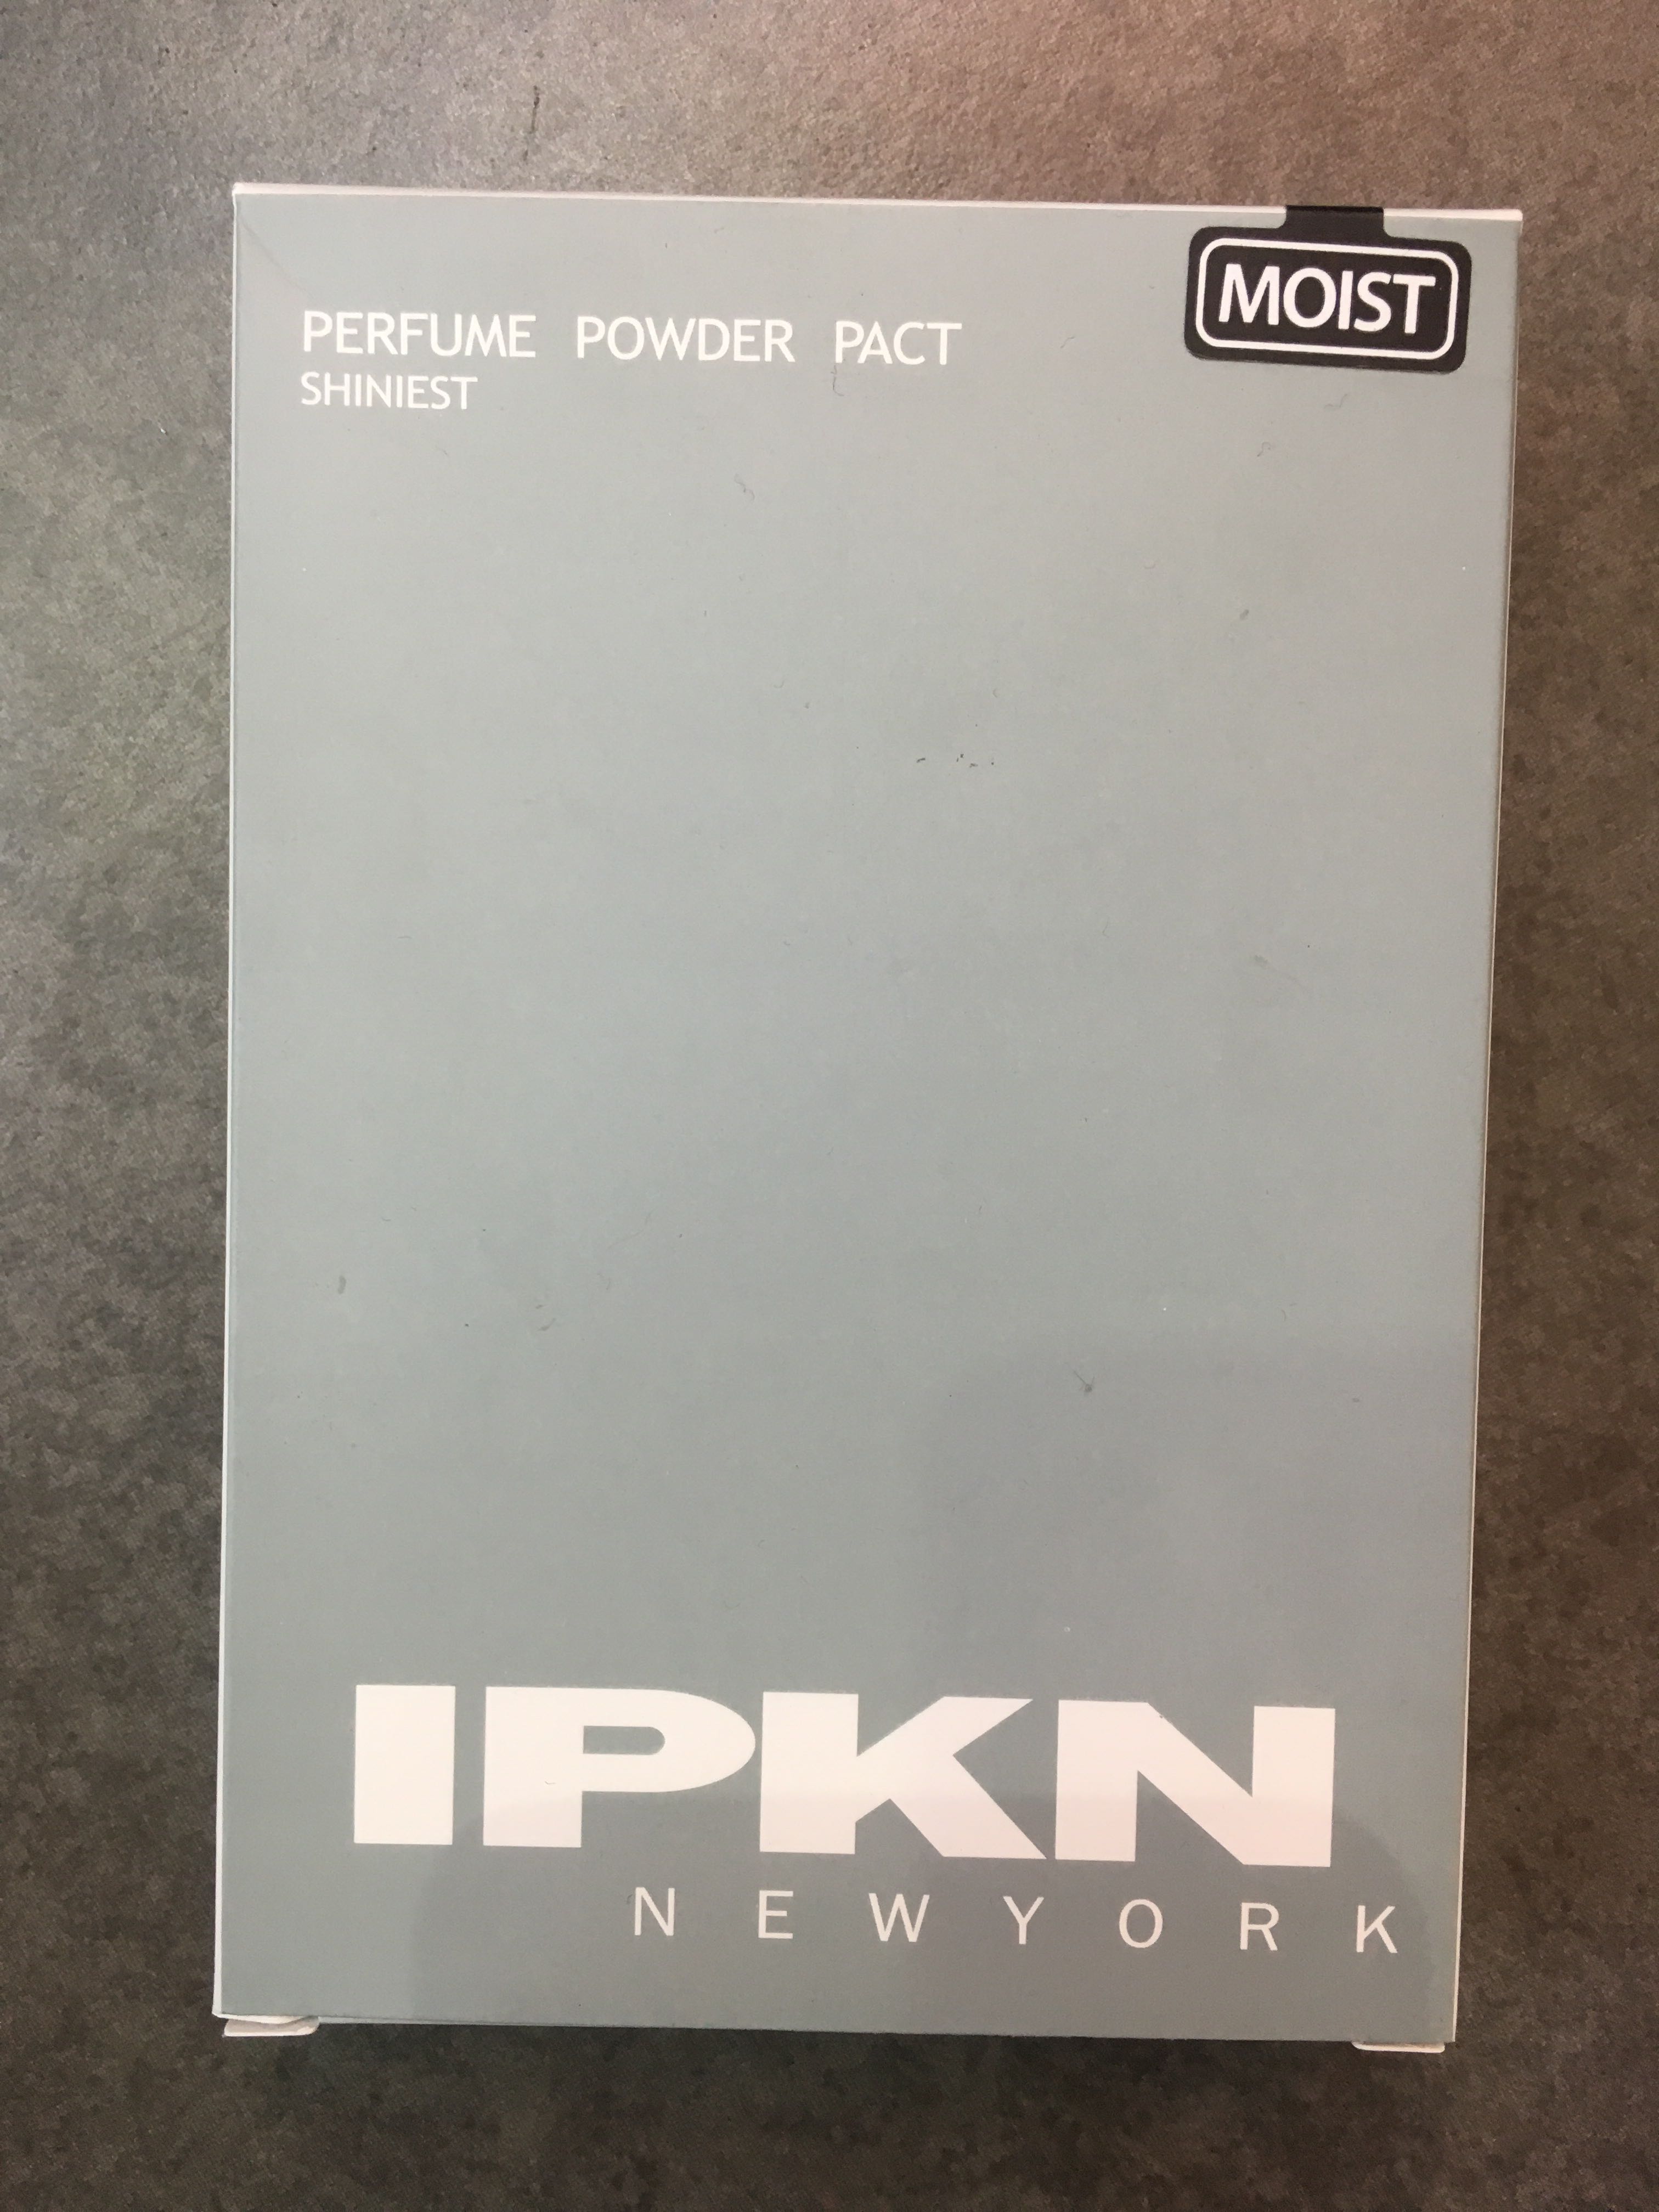 MOIST
PERFUME POWDER PACT
SHINIEST
IPKN
NEWYORK